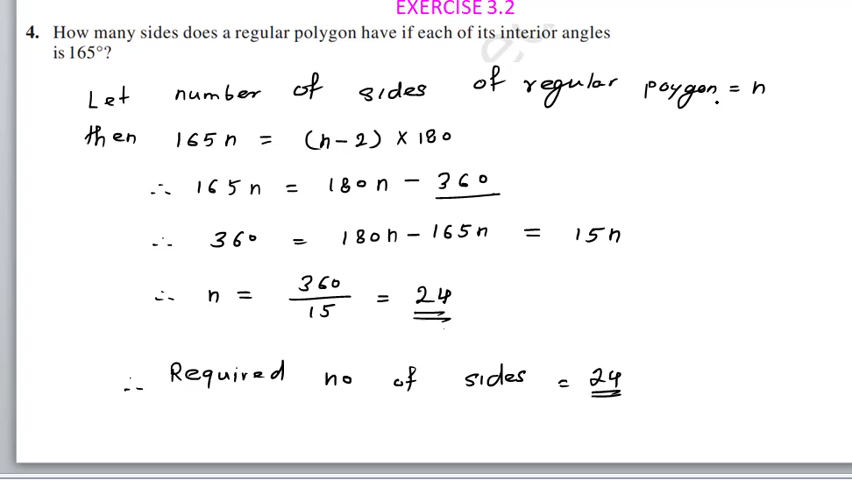 EXERCISE 3.2
4. How many sides does a regular polygon have if each of its interior angles
is 165°?
Let number of sides of regular poygon = n
then 165n = (n-2) × 180
∴ 165n = 180n - 360
∴ 360 = 180n - 165n = 15n
∴ n = 360/15 = 24
∴ Required no of sides = 24